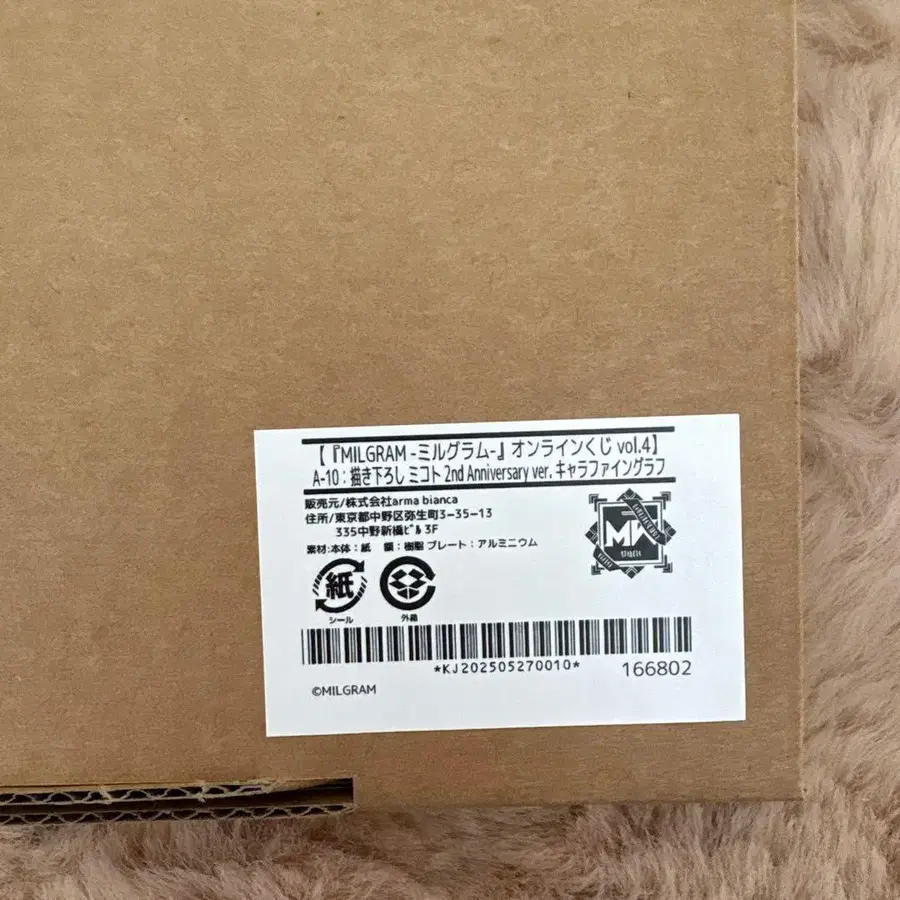 【『MILGRAM -ミルグラム-』オンラインくじ vol.4】
A-10：描き下ろし ミコト 2nd Anniversary ver. キャラファイングラフ
販売元/株式会社arma bianca
住所/東京都中野区弥生町3-35-13
335中野新橋ﾋﾞﾙ 3F
素材:本体：紙 額：樹脂 プレート：アルミニウム
紙
シール
外箱
*KJ202505270010*
166802
©MILGRAM